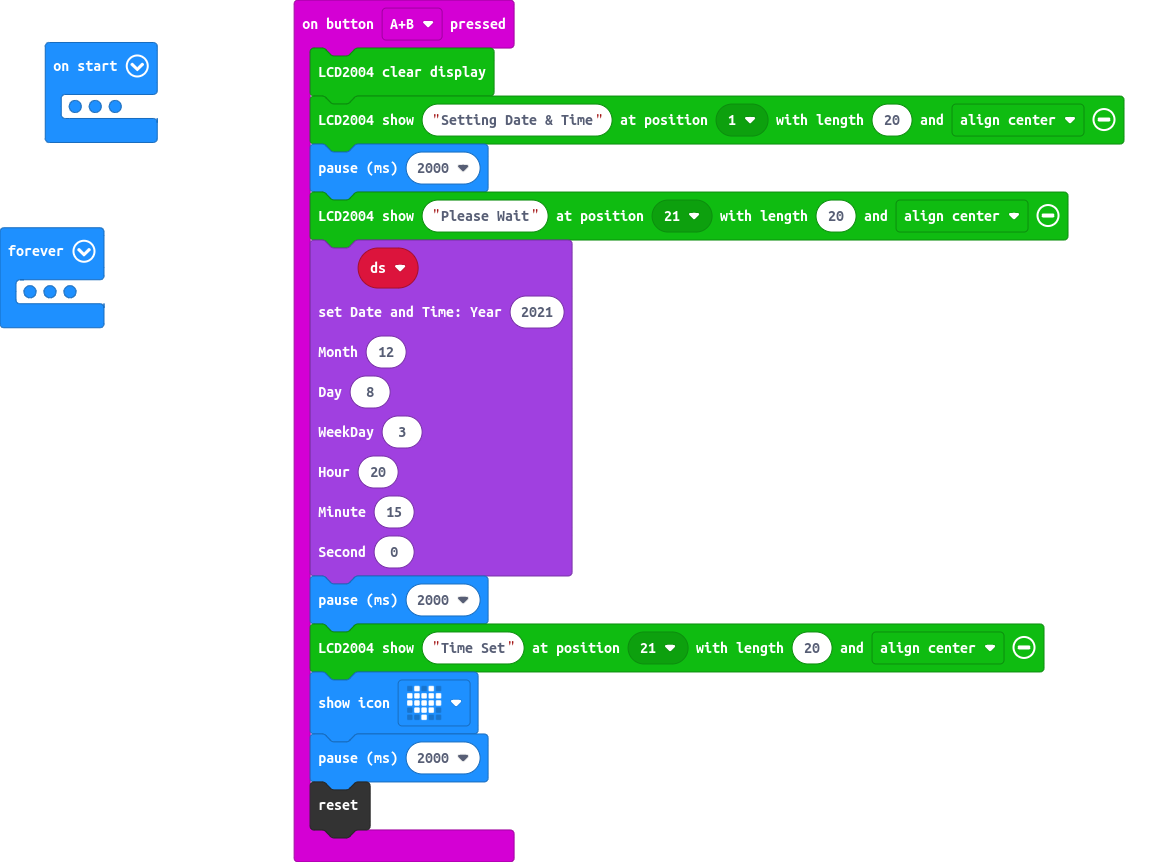 on start
forever
on button A+B pressed
LCD2004 clear display
LCD2004 show "Setting Date & Time" at position 1 with length 20 and align center
pause (ms) 2000
LCD2004 show "Please Wait" at position 21 with length 20 and align center
ds
set Date and Time: Year 2021
Month 12
Day 8
WeekDay 3
Hour 20
Minute 15
Second 0
pause (ms) 2000
LCD2004 show "Time Set" at position 21 with length 20 and align center
show icon
pause (ms) 2000
reset